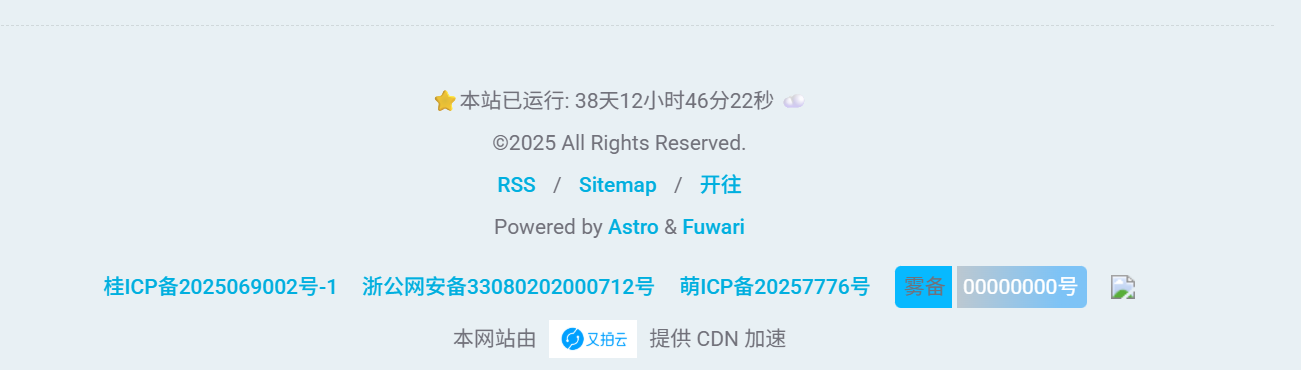 本站已运行: 38天12小时46分22秒
©2025 All Rights Reserved.
RSS / Sitemap / 开往
Powered by Astro & Fuwari
桂ICP备2025069002号-1 浙公网安备33080202000712号 萌ICP备20257776号 雾备 00000000号
本网站由 又拍云 提供 CDN 加速